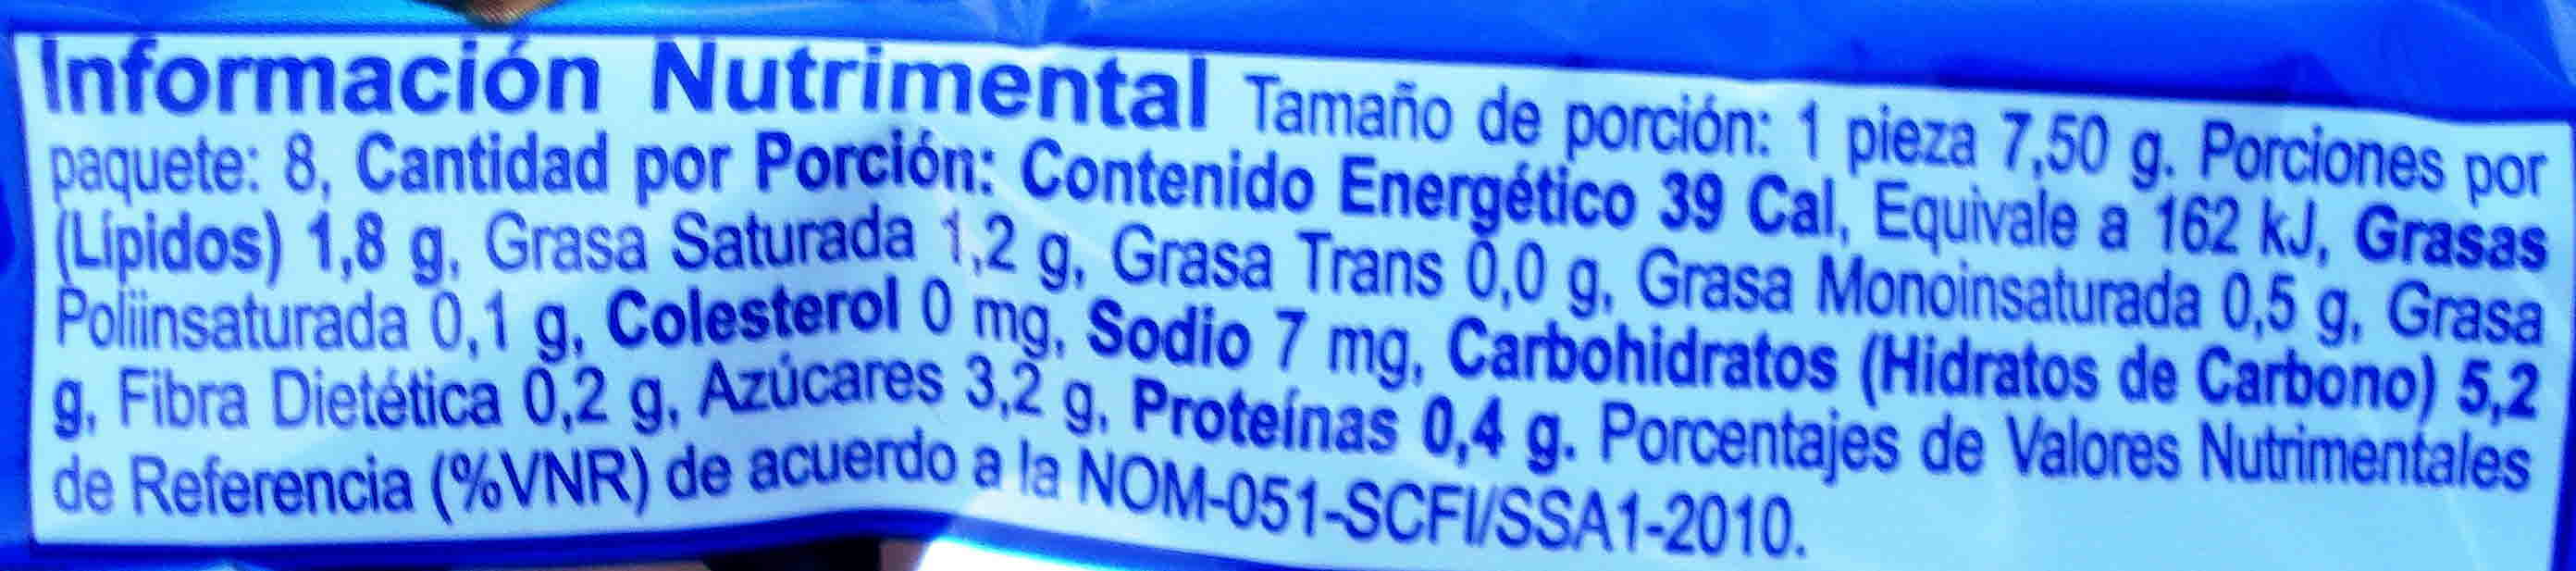 Información Nutrimental Tamaño de porción: 1 pieza 7,50 g. Porciones por
paquete: 8, Cantidad por Porción: Contenido Energético 39 Cal, Equivale a 162 kJ, Grasas
(Lípidos) 1,8 g, Grasa Saturada 1,2 g, Grasa Trans 0,0 g, Grasa Monoinsaturada 0,5 g, Grasa
Poliinsaturada 0,1 g, Colesterol 0 mg, Sodio 7 mg, Carbohidratos (Hidratos de Carbono) 5,2
g, Fibra Dietética 0,2 g, Azúcares 3,2 g, Proteínas 0,4 g. Porcentajes de Valores Nutrimentales
de Referencia (%VNR) de acuerdo a la NOM-051-SCFI/SSA1-2010.